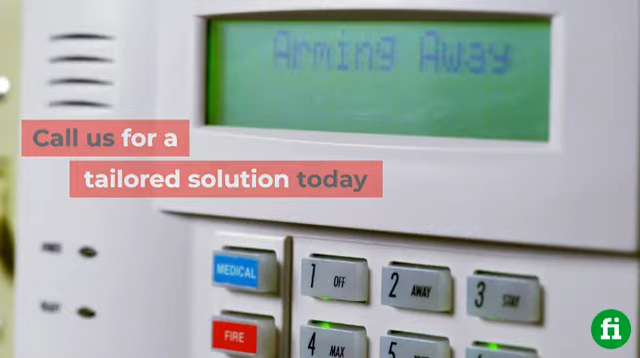 Arming Away
Call us for a
tailored solution today
MEDICAL
1 OFF
2 AWAY
3 STAY
FIRE
4 MAX
5
fi